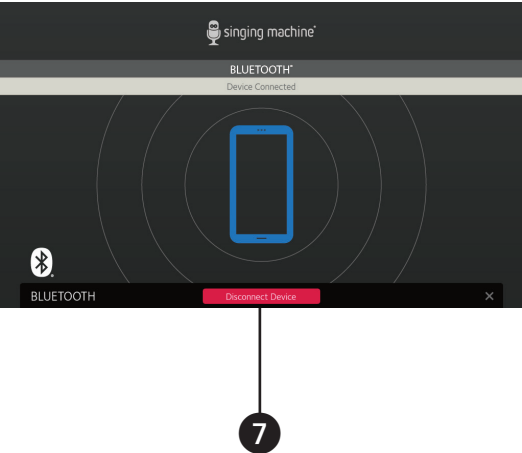 singing machine®
BLUETOOTH®
Device Connected
BLUETOOTH
Disconnect Device
7